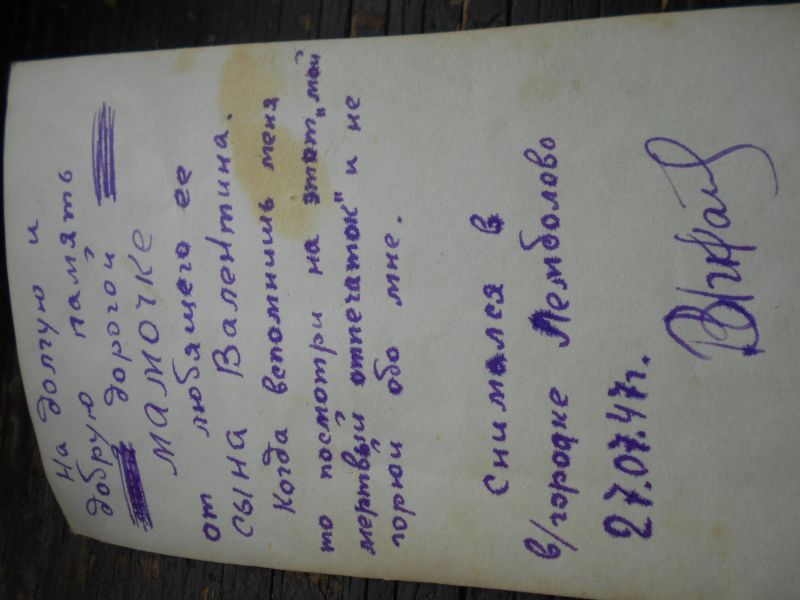 На долгую и
добрую память
дорогой
мамочке
от любящего ее
сына Валентина.
Когда вспомнишь меня
то посмотри на этот „мой
мертвый отпечаток" и не
горюй обо мне.
Снимался в
в/городке Лемболово
27.07.47г.